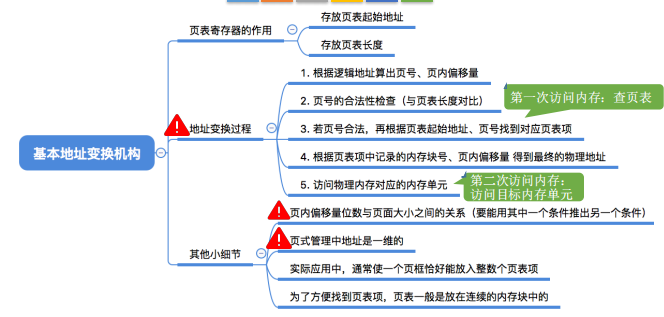 基本地址变换机构
页表寄存器的作用
存放页表起始地址
存放页表长度
地址变换过程
1. 根据逻辑地址算出页号、页内偏移量
2. 页号的合法性检查（与页表长度对比）
第一次访问内存：查页表
3. 若页号合法，再根据页表起始地址、页号找到对应页表项
4. 根据页表项中记录的内存块号、页内偏移量 得到最终的物理地址
5. 访问物理内存对应的内存单元
第二次访问内存：
访问目标内存单元
其他小细节
页内偏移量位数与页面大小之间的关系（要能用其中一个条件推出另一个条件）
页式管理中地址是一维的
实际应用中，通常使一个页框恰好能放入整数个页表项
为了方便找到页表项，页表一般是放在连续的内存块中的